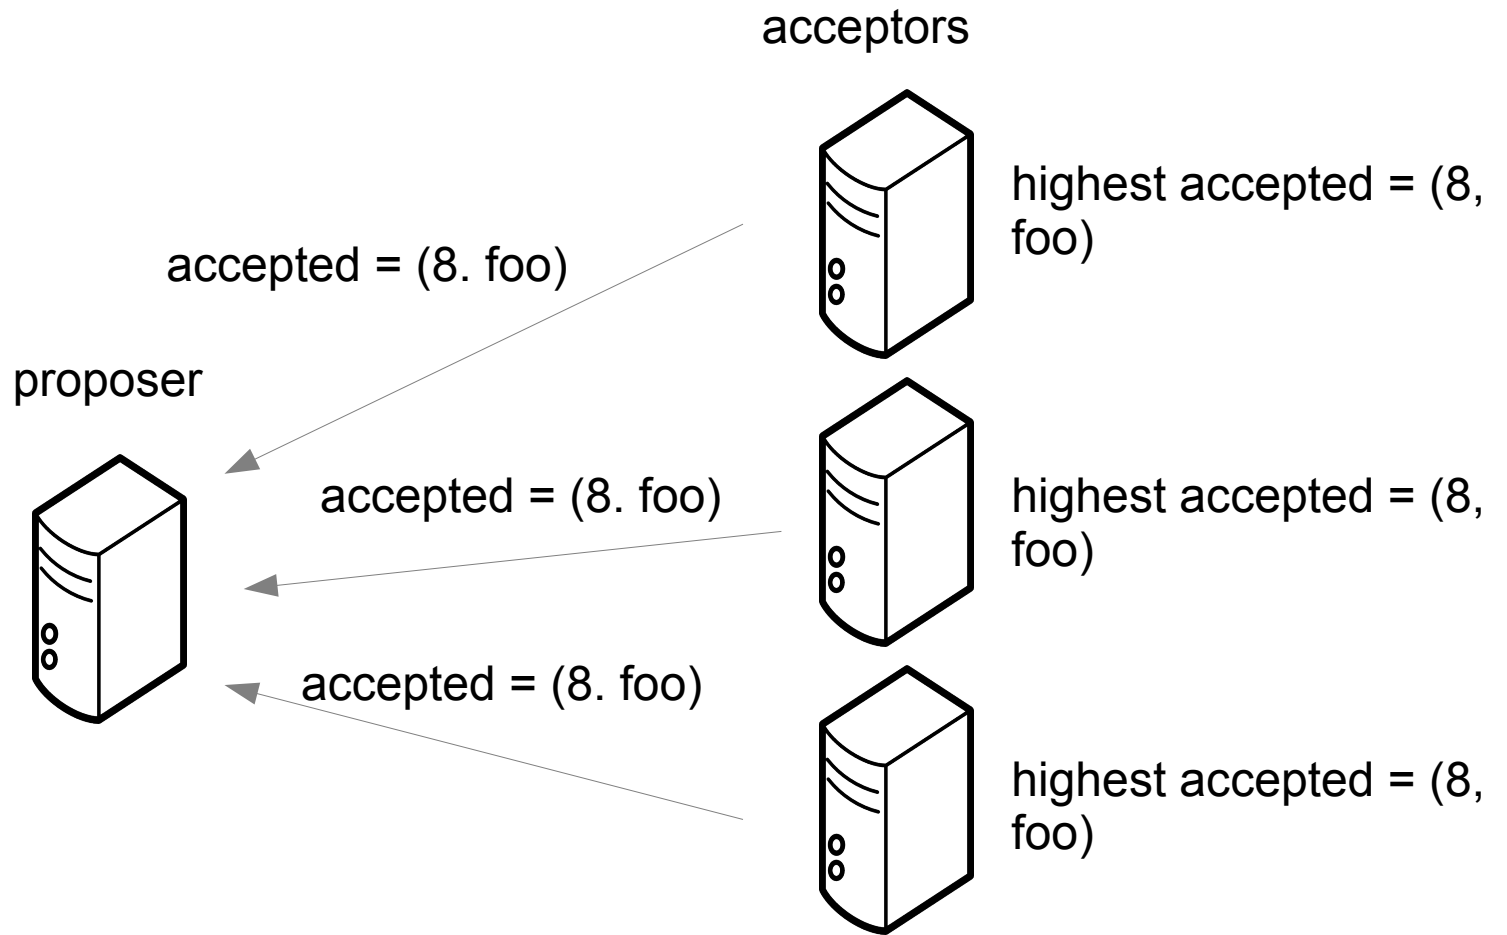 acceptors
highest accepted = (8,
foo)
accepted = (8. foo)
proposer
accepted = (8. foo)
highest accepted = (8,
foo)
accepted = (8. foo)
highest accepted = (8,
foo)